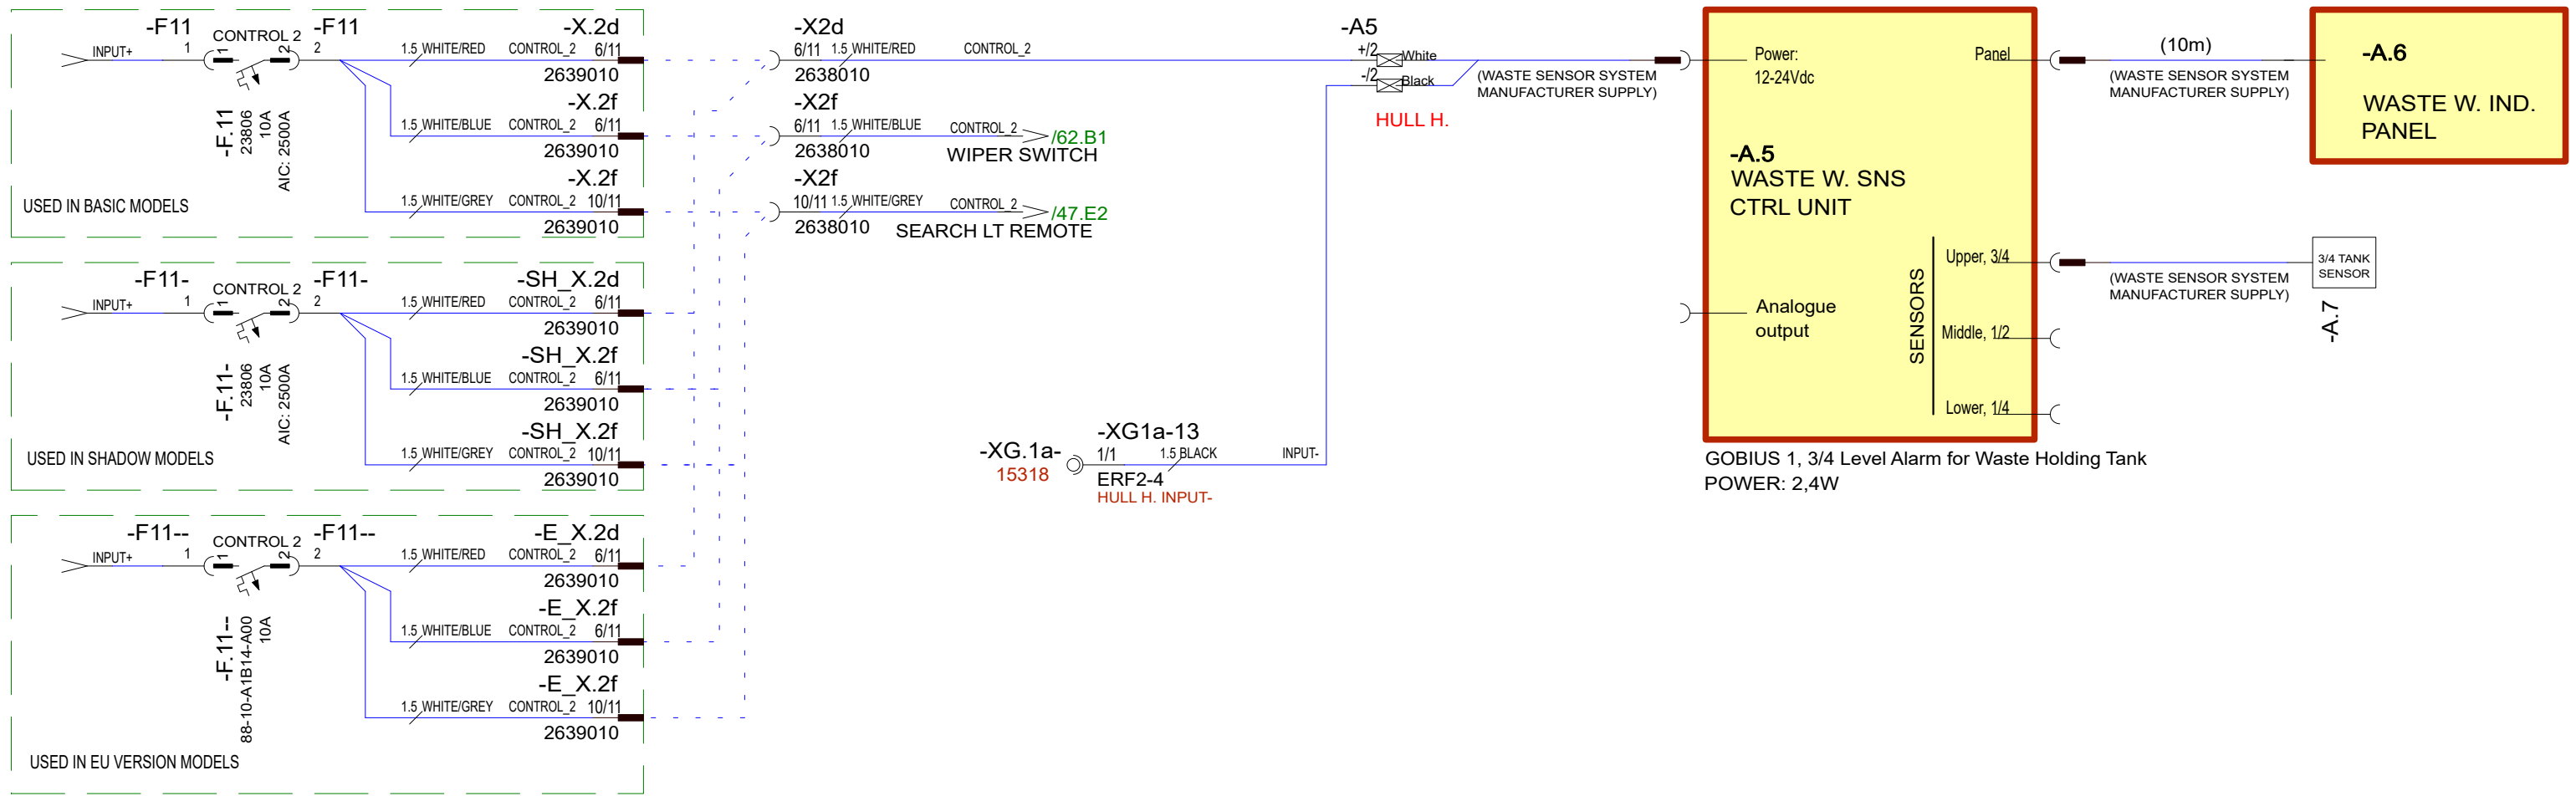 -F11
CONTROL 2
-F11
INPUT+
1
1
2
2
1.5 WHITE/RED
CONTROL_2
-X.2d
6/11
2639010
-X.2f
1.5 WHITE/BLUE
CONTROL_2
6/11
2639010
-X.2f
1.5 WHITE/GREY
CONTROL_2
10/11
2639010
-F.11
23806
10A
AIC: 2500A
USED IN BASIC MODELS
-F11-
CONTROL 2
-F11-
INPUT+
1
1
2
2
1.5 WHITE/RED
CONTROL_2
-SH_X.2d
6/11
2639010
-SH_X.2f
1.5 WHITE/BLUE
CONTROL_2
6/11
2639010
-SH_X.2f
1.5 WHITE/GREY
CONTROL_2
10/11
2639010
-F.11-
23806
10A
AIC: 2500A
USED IN SHADOW MODELS
-F11--
CONTROL 2
-F11--
INPUT+
1
1
2
2
1.5 WHITE/RED
CONTROL_2
-E_X.2d
6/11
2639010
-E_X.2f
1.5 WHITE/BLUE
CONTROL_2
6/11
2639010
-E_X.2f
1.5 WHITE/GREY
CONTROL_2
10/11
2639010
-F.11--
88-10-A1B14-A00
10A
USED IN EU VERSION MODELS
-X2d
6/11
1.5 WHITE/RED
CONTROL_2
2638010
-X2f
6/11
1.5 WHITE/BLUE
CONTROL_2
/62.B1
2638010
WIPER SWITCH
-X2f
10/11
1.5 WHITE/GREY
CONTROL_2
/47.E2
2638010
SEARCH LT REMOTE
-A5
+/2
White
-/2
Black
HULL H.
(WASTE SENSOR SYSTEM
MANUFACTURER SUPPLY)
-XG.1a-
15318
-XG1a-13
1/1
1.5 BLACK
INPUT-
ERF2-4
HULL H. INPUT-
Power:
12-24Vdc
Panel
-A.5
WASTE W. SNS
CTRL UNIT
Analogue
output
SENSORS
Upper, 3/4
Middle, 1/2
Lower, 1/4
GOBIUS 1, 3/4 Level Alarm for Waste Holding Tank
POWER: 2,4W
(10m)
(WASTE SENSOR SYSTEM
MANUFACTURER SUPPLY)
-A.6
WASTE W. IND.
PANEL
(WASTE SENSOR SYSTEM
MANUFACTURER SUPPLY)
3/4 TANK
SENSOR
-A.7